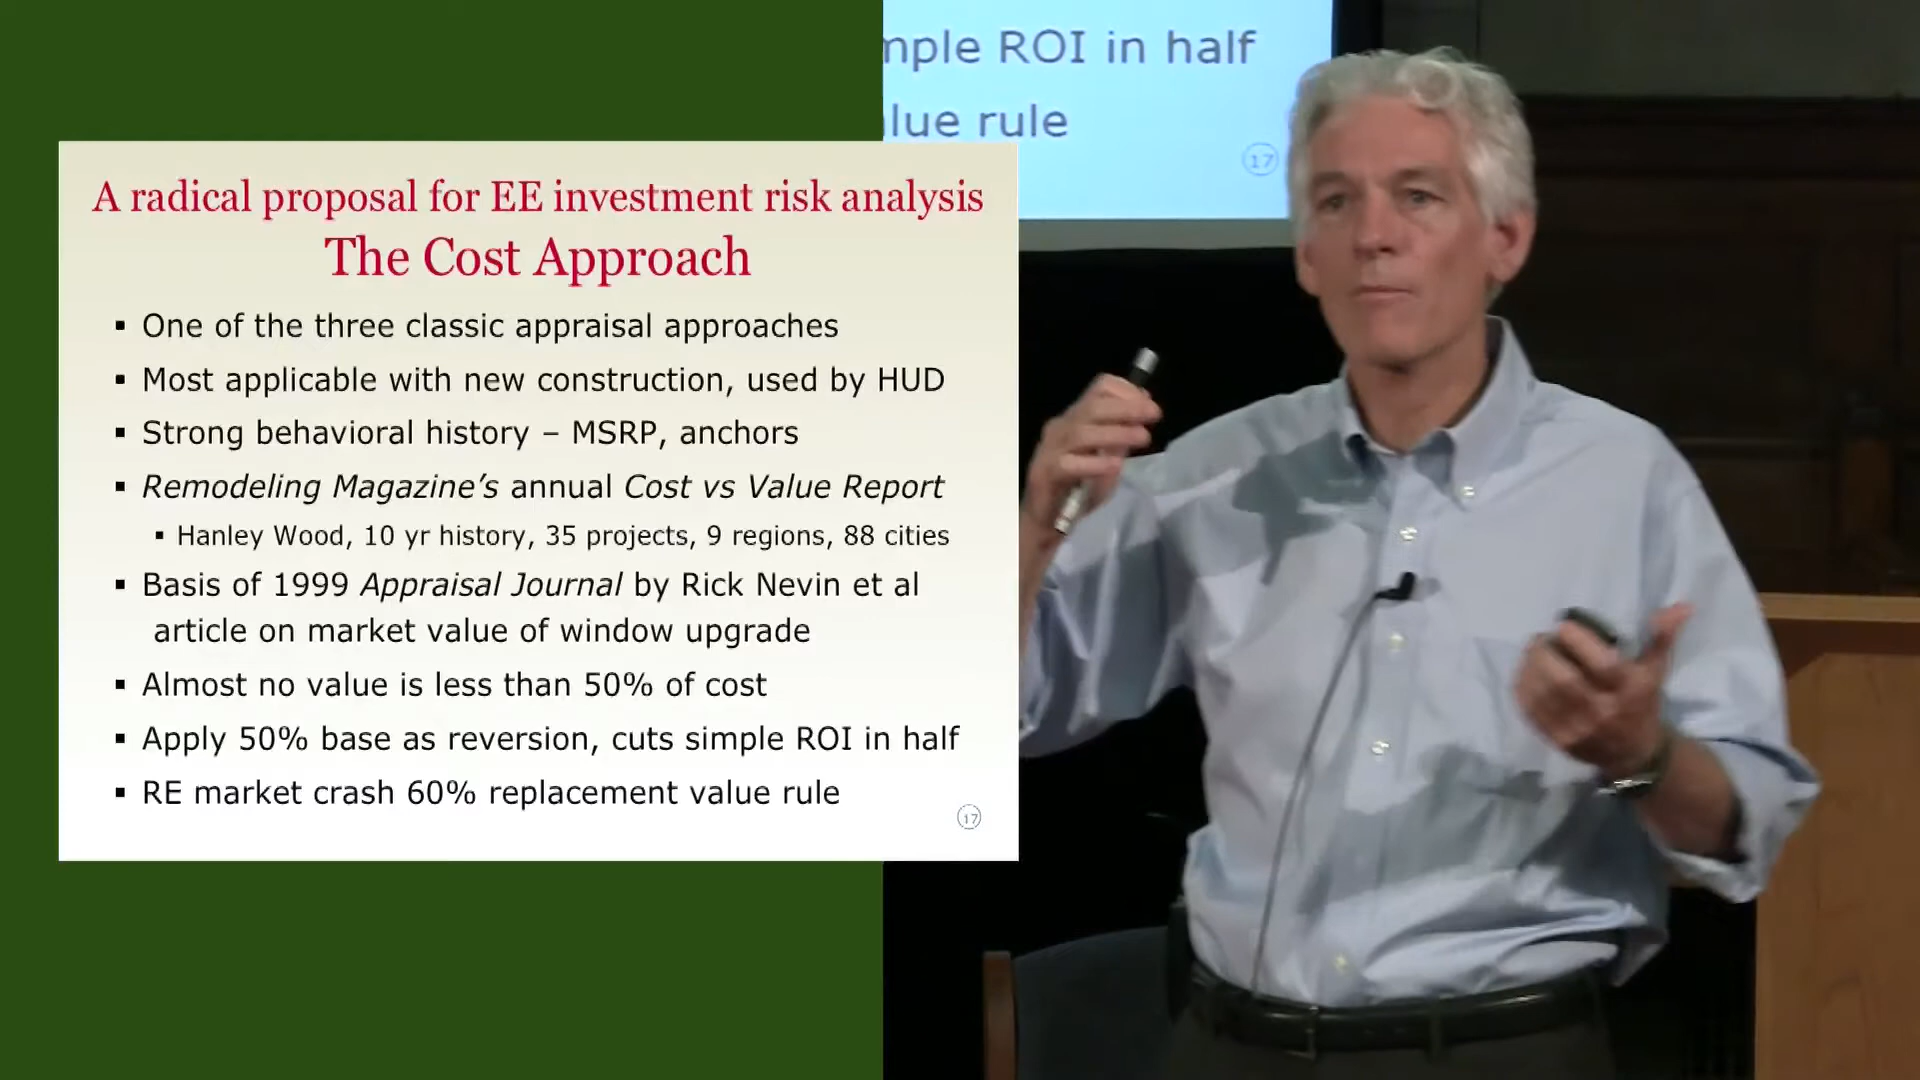 mple ROI in half
lue rule
17
A radical proposal for EE investment risk analysis
The Cost Approach
▪ One of the three classic appraisal approaches
▪ Most applicable with new construction, used by HUD
▪ Strong behavioral history – MSRP, anchors
▪ Remodeling Magazine’s annual Cost vs Value Report
▪ Hanley Wood, 10 yr history, 35 projects, 9 regions, 88 cities
▪ Basis of 1999 Appraisal Journal by Rick Nevin et al
article on market value of window upgrade
▪ Almost no value is less than 50% of cost
▪ Apply 50% base as reversion, cuts simple ROI in half
▪ RE market crash 60% replacement value rule
17